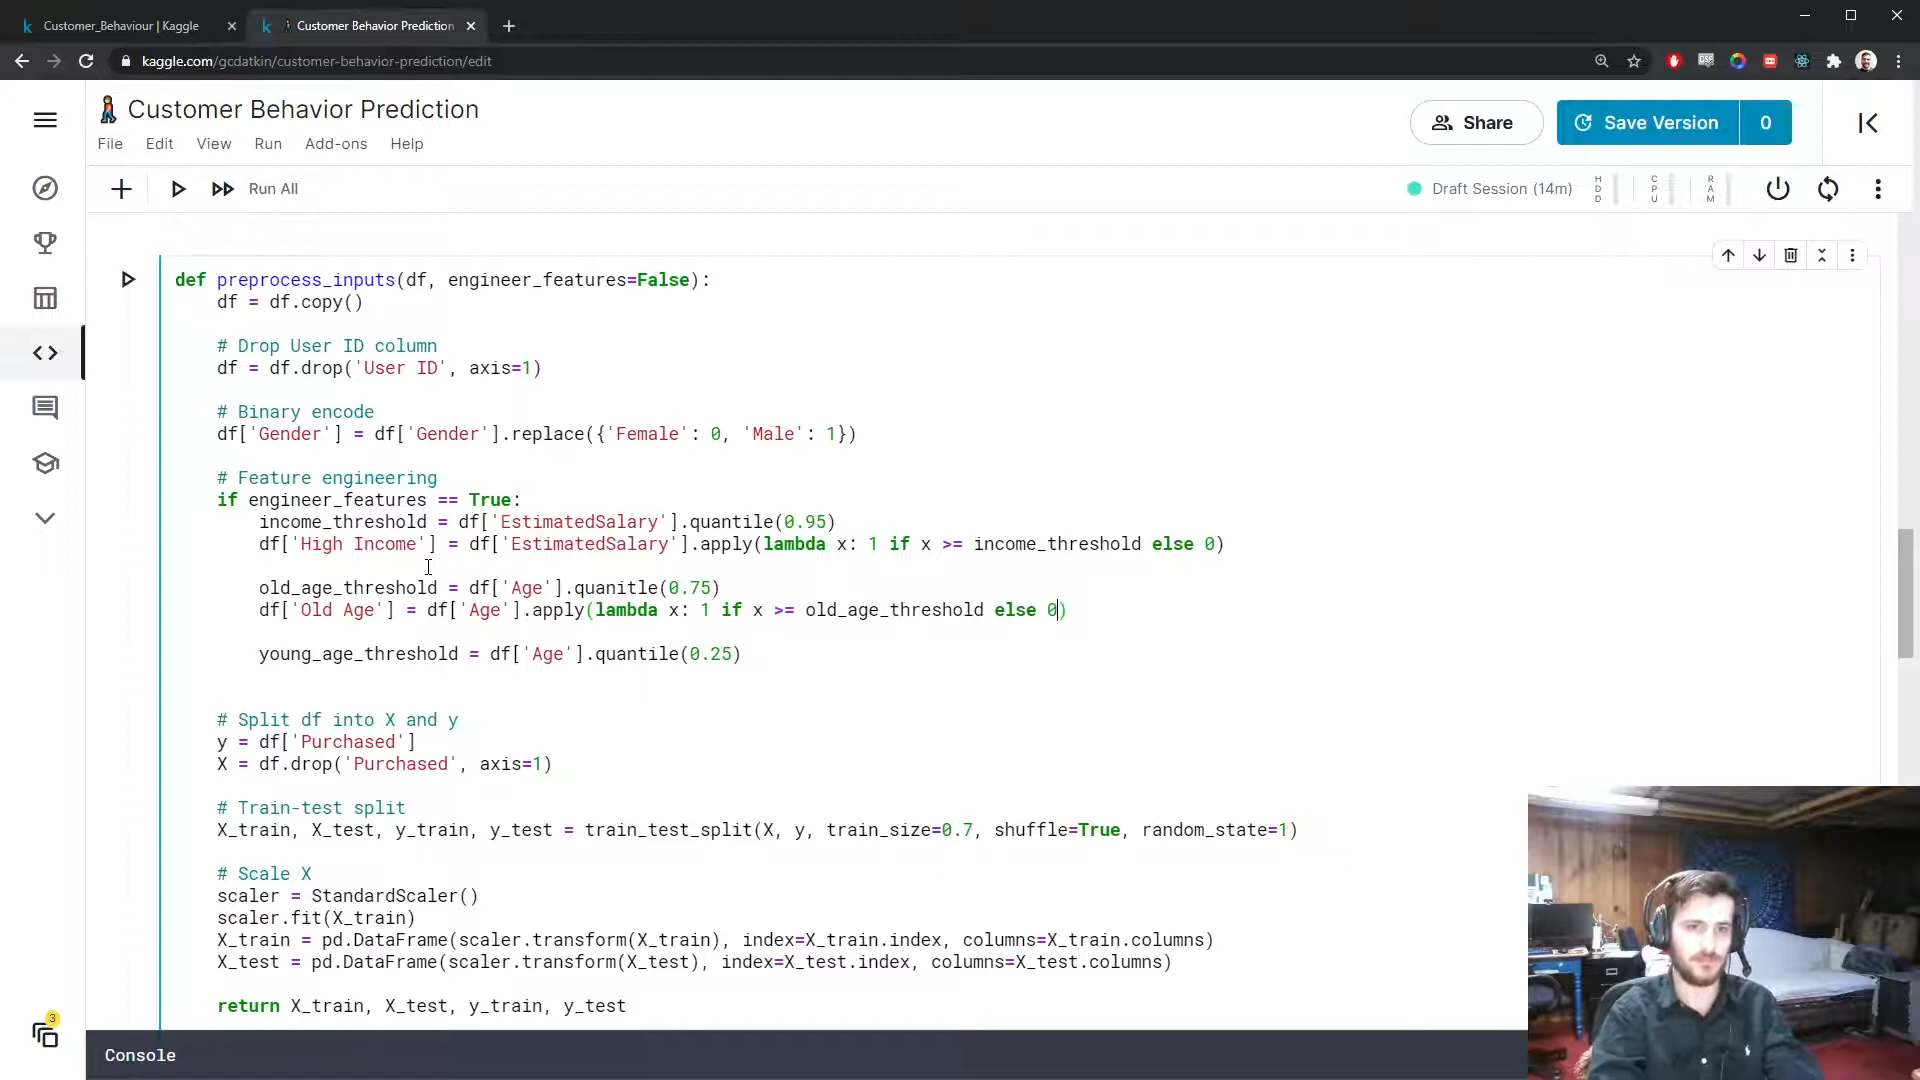 Customer_Behaviour | Kaggle
Customer Behavior Prediction
kaggle.com/gcdatkin/customer-behavior-prediction/edit
Customer Behavior Prediction
File Edit View Run Add-ons Help
Share
Save Version 0
Run All
Draft Session (14m)
HDD
CPU
RAM
def preprocess_inputs(df, engineer_features=False):
    df = df.copy()
    # Drop User ID column
    df = df.drop('User ID', axis=1)
    # Binary encode
    df['Gender'] = df['Gender'].replace({'Female': 0, 'Male': 1})
    # Feature engineering
    if engineer_features == True:
        income_threshold = df['EstimatedSalary'].quantile(0.95)
        df['High Income'] = df['EstimatedSalary'].apply(lambda x: 1 if x >= income_threshold else 0)
        old_age_threshold = df['Age'].quanitle(0.75)
        df['Old Age'] = df['Age'].apply(lambda x: 1 if x >= old_age_threshold else 0)
        young_age_threshold = df['Age'].quantile(0.25)
    # Split df into X and y
    y = df['Purchased']
    X = df.drop('Purchased', axis=1)
    # Train-test split
    X_train, X_test, y_train, y_test = train_test_split(X, y, train_size=0.7, shuffle=True, random_state=1)
    # Scale X
    scaler = StandardScaler()
    scaler.fit(X_train)
    X_train = pd.DataFrame(scaler.transform(X_train), index=X_train.index, columns=X_train.columns)
    X_test = pd.DataFrame(scaler.transform(X_test), index=X_test.index, columns=X_test.columns)
    return X_train, X_test, y_train, y_test
3
Console